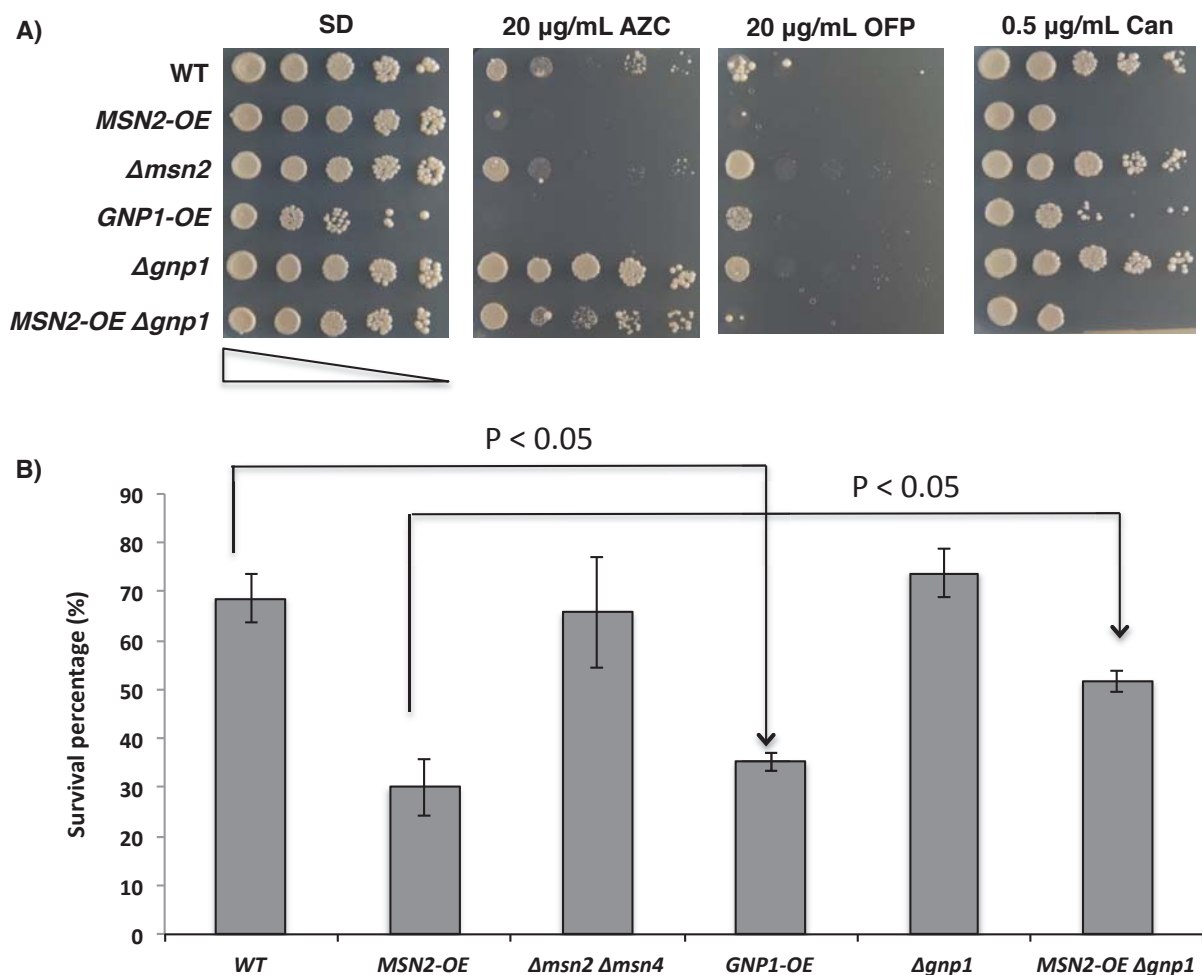 A)
SD
20 µg/mL AZC
20 µg/mL OFP
0.5 µg/mL Can
WT
MSN2-OE
Δmsn2
GNP1-OE
Δgnp1
MSN2-OE Δgnp1
B)
P < 0.05
P < 0.05
Survival percentage (%)
90
80
70
60
50
40
30
20
10
0
WT
MSN2-OE
Δmsn2 Δmsn4
GNP1-OE
Δgnp1
MSN2-OE Δgnp1